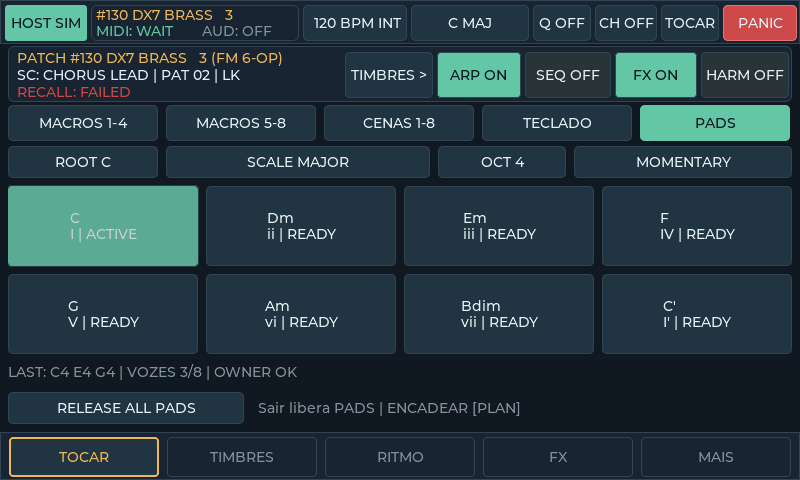 HOST SIM
#130 DX7 BRASS   3
MIDI: WAIT AUD: OFF
120 BPM INT
C MAJ
Q OFF
CH OFF
TOCAR
PANIC
PATCH #130 DX7 BRASS   3 (FM 6-OP)
SC: CHORUS LEAD | PAT 02 | LK
RECALL: FAILED
TIMBRES >
ARP ON
SEQ OFF
FX ON
HARM OFF
MACROS 1-4
MACROS 5-8
CENAS 1-8
TECLADO
PADS
ROOT C
SCALE MAJOR
OCT 4
MOMENTARY
C
I | ACTIVE
Dm
ii | READY
Em
iii | READY
F
IV | READY
G
V | READY
Am
vi | READY
Bdim
vii | READY
C'
I' | READY
LAST: C4 E4 G4 | VOZES 3/8 | OWNER OK
RELEASE ALL PADS
Sair libera PADS | ENCADEAR [PLAN]
TOCAR
TIMBRES
RITMO
FX
MAIS